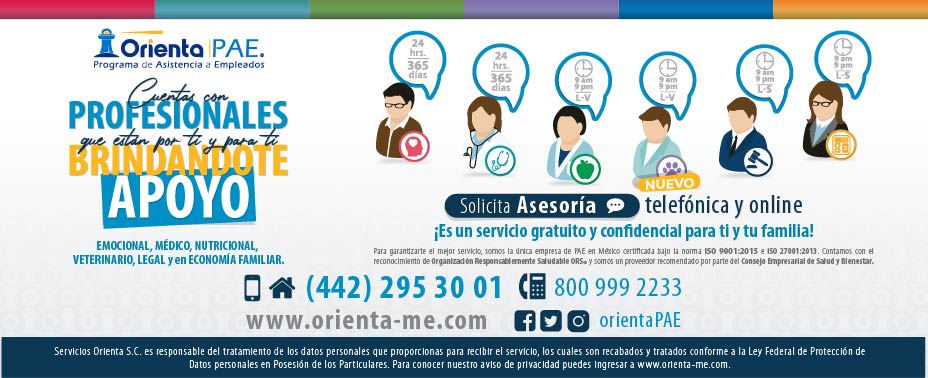 Orienta PAE.
Programa de Asistencia a Empleados
Cuentas con
PROFESIONALES
que están por ti y para ti
BRINDÁNDOTE
APOYO
EMOCIONAL, MÉDICO, NUTRICIONAL,
VETERINARIO, LEGAL y en ECONOMÍA FAMILIAR.
24 hrs. 365 días
24 hrs. 365 días
9 am 9 pm L-V
9 am 9 pm L-V
9 am 9 pm L-S
9 am 9 pm L-S
NUEVO
Solicita Asesoría telefónica y online
¡Es un servicio gratuito y confidencial para ti y tu familia!
Para garantizarte el mejor servicio, somos la única empresa de PAE en México certificada bajo la norma ISO 9001:2015 e ISO 27001:2013. Contamos con el
reconocimiento de Organización Responsablemente Saludable ORS® y somos un proveedor recomendado por parte del Consejo Empresarial de Salud y Bienestar.
(442) 295 30 01 800 999 2233
www.orienta-me.com orientaPAE
Servicios Orienta S.C. es responsable del tratamiento de los datos personales que proporcionas para recibir el servicio, los cuales son recabados y tratados conforme a la Ley Federal de Protección de
Datos personales en Posesión de los Particulares. Para conocer nuestro aviso de privacidad puedes ingresar a www.orienta-me.com.